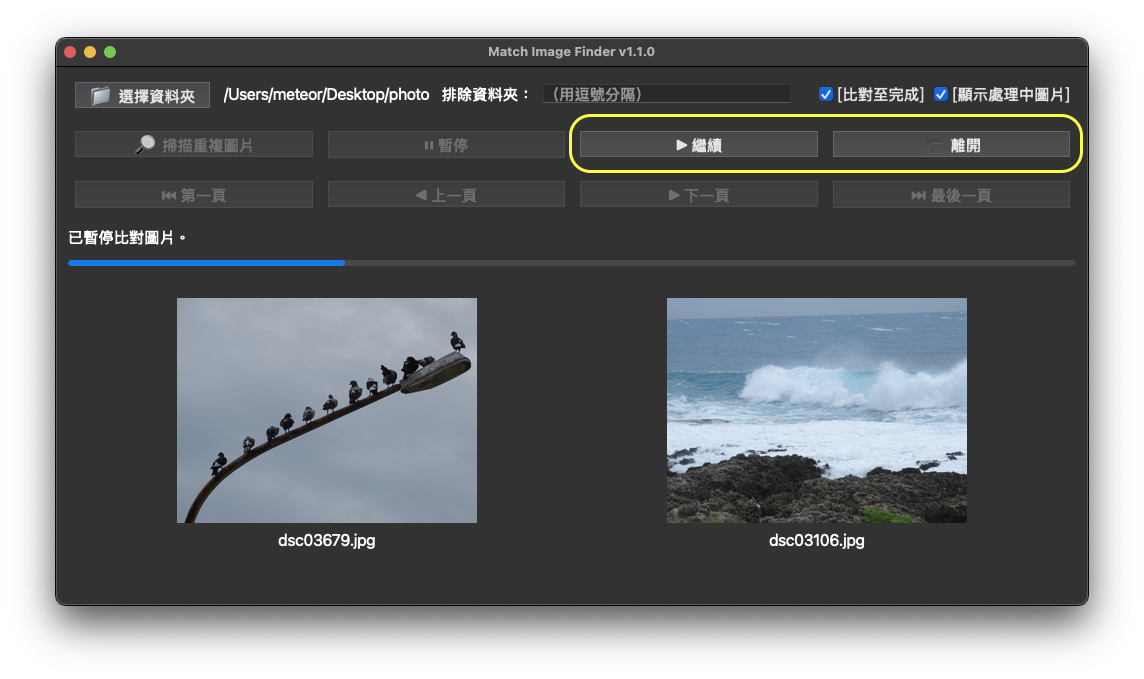 Match Image Finder v1.1.0
選擇資料夾 /Users/meteor/Desktop/photo 排除資料夾： (用逗號分隔) [比對至完成] [顯示處理中圖片]
掃描重複圖片 暫停 繼續 離開
第一頁 上一頁 下一頁 最後一頁
已暫停比對圖片。
dsc03679.jpg dsc03106.jpg